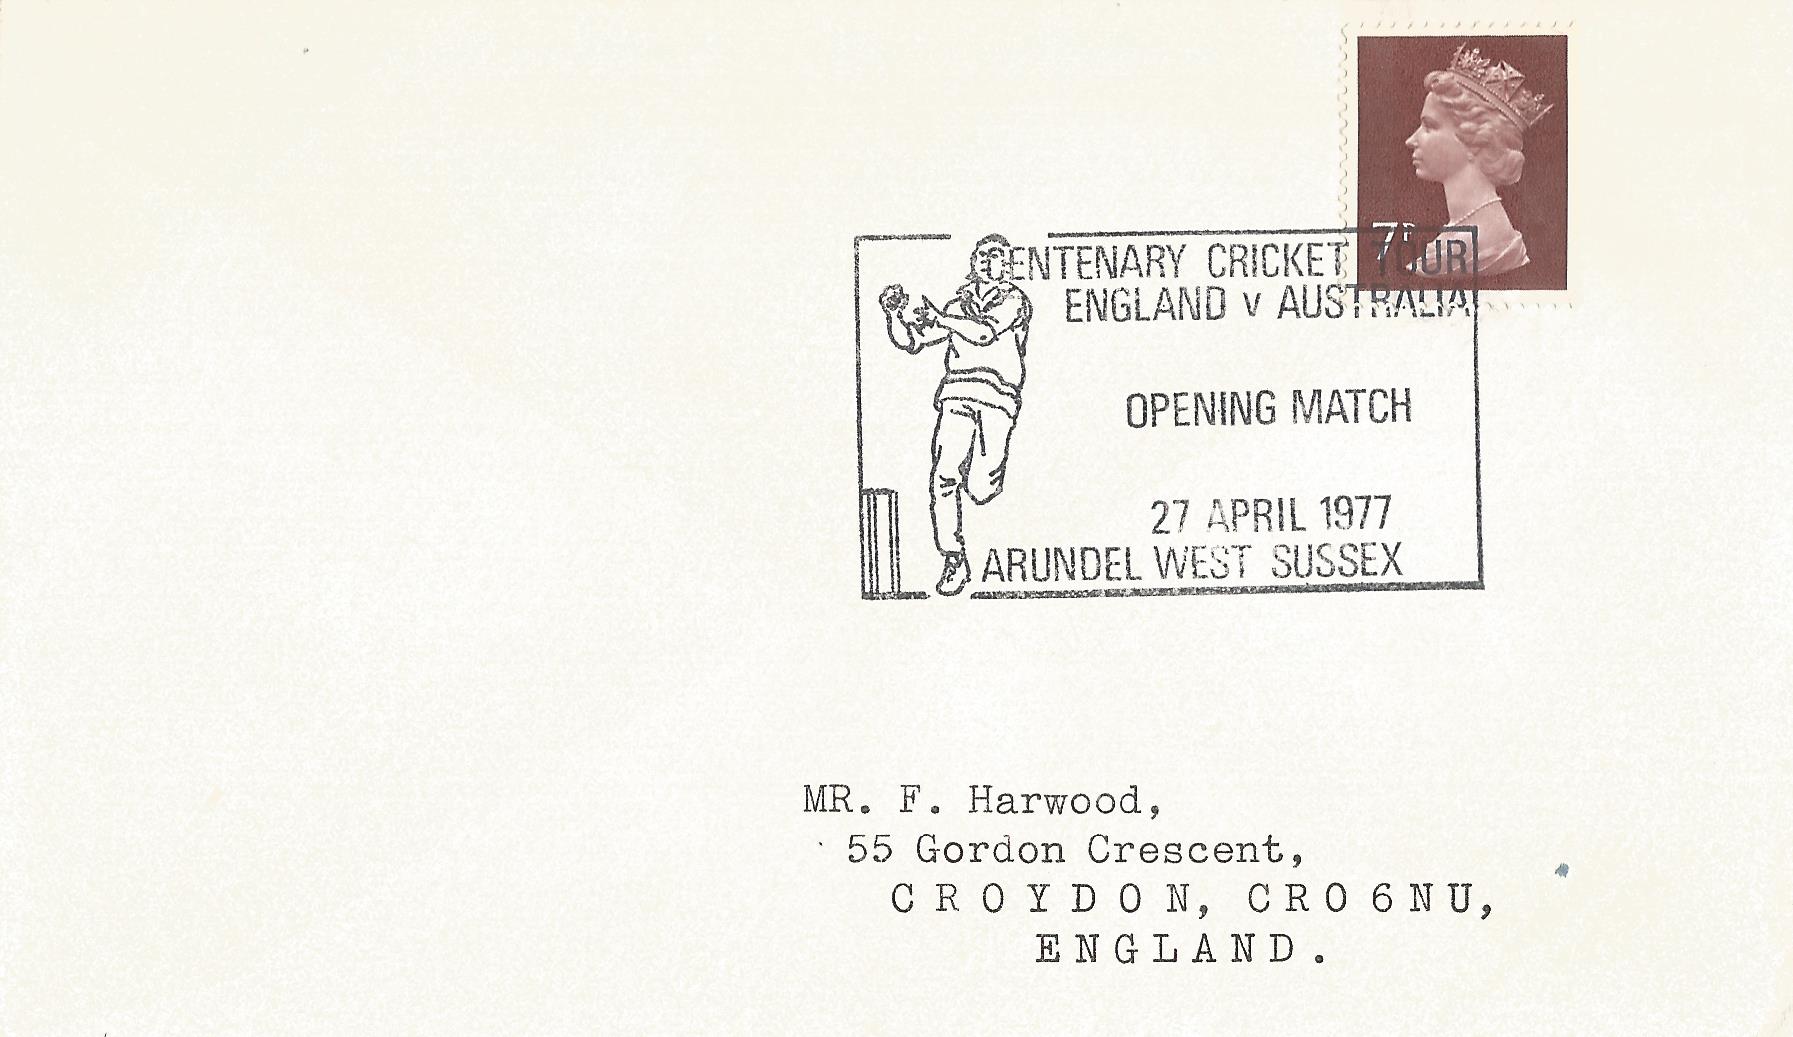 7P
CENTENARY CRICKET TOUR
ENGLAND v AUSTRALIA
OPENING MATCH
27 APRIL 1977
ARUNDEL WEST SUSSEX
MR. F. Harwood,
55 Gordon Crescent,
CROYDON, CRO 6NU,
ENGLAND.